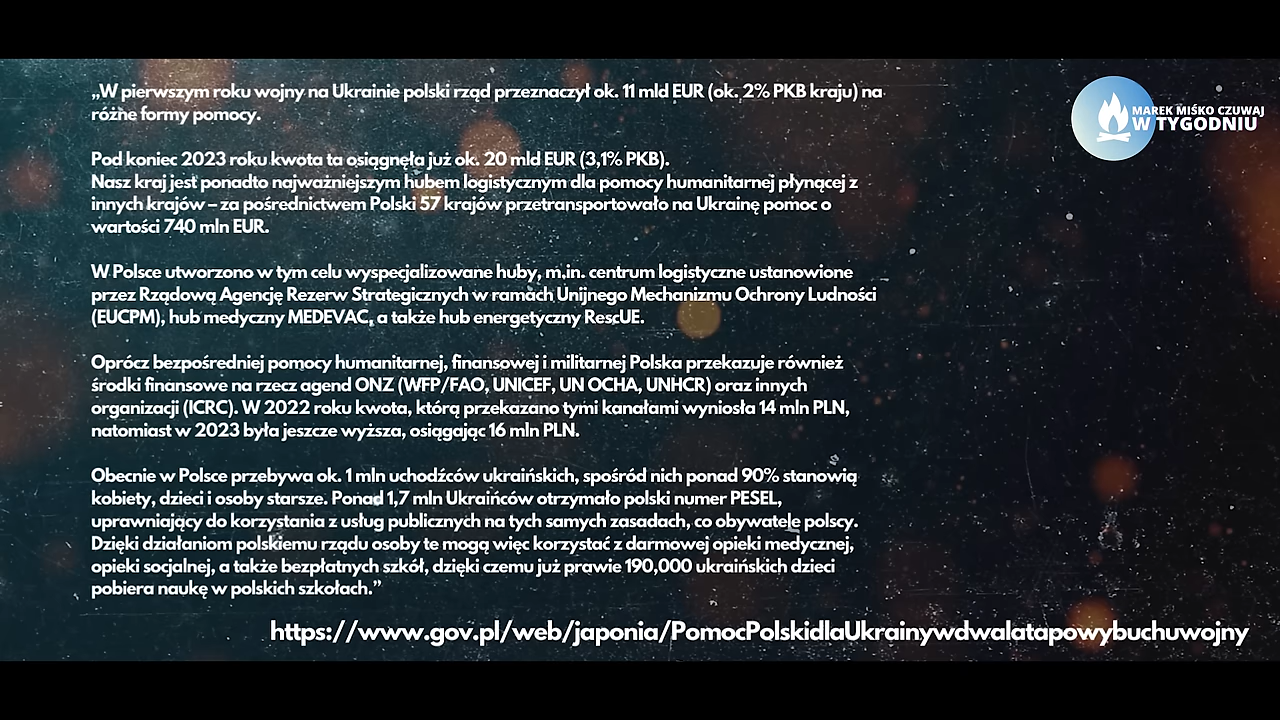 „W pierwszym roku wojny na Ukrainie polski rząd przeznaczył ok. 11 mld EUR (ok. 2% PKB kraju) na
różne formy pomocy.
Pod koniec 2023 roku kwota ta osiągnęła już ok. 20 mld EUR (3,1% PKB).
Nasz kraj jest ponadto najważniejszym hubem logistycznym dla pomocy humanitarnej płynącej z
innych krajów – za pośrednictwem Polski 57 krajów przetransportowało na Ukrainę pomoc o
wartości 740 mln EUR.
W Polsce utworzono w tym celu wyspecjalizowane huby, m.in. centrum logistyczne ustanowione
przez Rządową Agencję Rezerw Strategicznych w ramach Unijnego Mechanizmu Ochrony Ludności
(EUCPM), hub medyczny MEDEVAC, a także hub energetyczny RescUE.
Oprócz bezpośredniej pomocy humanitarnej, finansowej i militarnej Polska przekazuje również
środki finansowe na rzecz agend ONZ (WFP/FAO, UNICEF, UN OCHA, UNHCR) oraz innych
organizacji (ICRC). W 2022 roku kwota, którą przekazano tymi kanałami wyniosła 14 mln PLN,
natomiast w 2023 była jeszcze wyższa, osiągając 16 mln PLN.
Obecnie w Polsce przebywa ok. 1 mln uchodźców ukraińskich, spośród nich ponad 90% stanowią
kobiety, dzieci i osoby starsze. Ponad 1,7 mln Ukraińców otrzymało polski numer PESEL,
uprawniający do korzystania z usług publicznych na tych samych zasadach, co obywatele polscy.
Dzięki działaniom polskiemu rządu osoby te mogą więc korzystać z darmowej opieki medycznej,
opieki socjalnej, a także bezpłatnych szkół, dzięki czemu już prawie 190,000 ukraińskich dzieci
pobiera naukę w polskich szkołach.”
https://www.gov.pl/web/japonia/PomocPolskidlaUkrainywdwalatapowybuchuwojny
MAREK MIŚKO CZUWAJ
W TYGODNIU